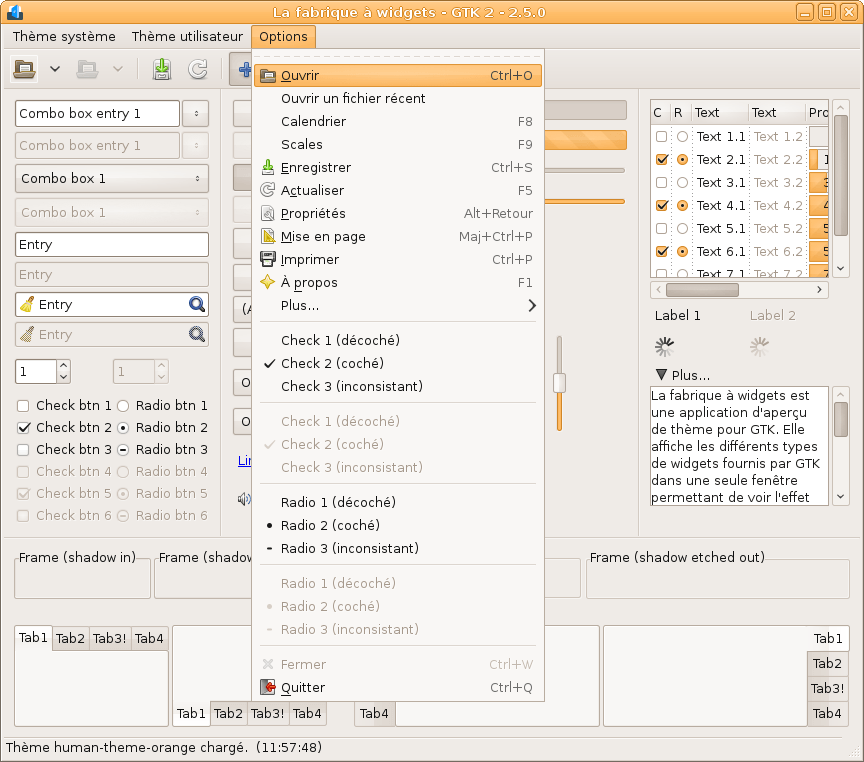 La fabrique à widgets - GTK 2 - 2.5.0
Thème système Thème utilisateur Options
Combo box entry 1
Combo box entry 1
Combo box 1
Combo box 1
Entry
Entry
Entry
Entry
1 1
Check btn 1 Radio btn 1
Check btn 2 Radio btn 2
Check btn 3 Radio btn 3
Check btn 4 Radio btn 4
Check btn 5 Radio btn 5
Check btn 6 Radio btn 6
Ouvrir Ctrl+O
Ouvrir un fichier récent
Calendrier F8
Scales F9
Enregistrer Ctrl+S
Actualiser F5
Propriétés Alt+Retour
Mise en page Maj+Ctrl+P
Imprimer Ctrl+P
À propos F1
Plus...
Check 1 (décoché)
Check 2 (coché)
Check 3 (inconsistant)
Check 1 (décoché)
Check 2 (coché)
Check 3 (inconsistant)
Radio 1 (décoché)
Radio 2 (coché)
Radio 3 (inconsistant)
Radio 1 (décoché)
Radio 2 (coché)
Radio 3 (inconsistant)
Fermer Ctrl+W
Quitter Ctrl+Q
C R Text Text Pro
Text 1.1 Text 1.2
Text 2.1 Text 2.2 1
Text 3.1 Text 3.2 3
Text 4.1 Text 4.2 4
Text 5.1 Text 5.2 5
Text 6.1 Text 6.2 5
Text 7.1 Text 7.2 7
Label 1 Label 2
Plus...
La fabrique à widgets est
une application d'aperçu
de thème pour GTK. Elle
affiche les différents types
de widgets fournis par GTK
dans une seule fenêtre
permettant de voir l'effet
Frame (shadow in) Frame (shadow Frame (shadow etched out)
Tab1 Tab2 Tab3! Tab4
Tab1 Tab2 Tab3! Tab4
Tab4
Tab1
Tab2
Tab3!
Tab4
Thème human-theme-orange chargé. (11:57:48)